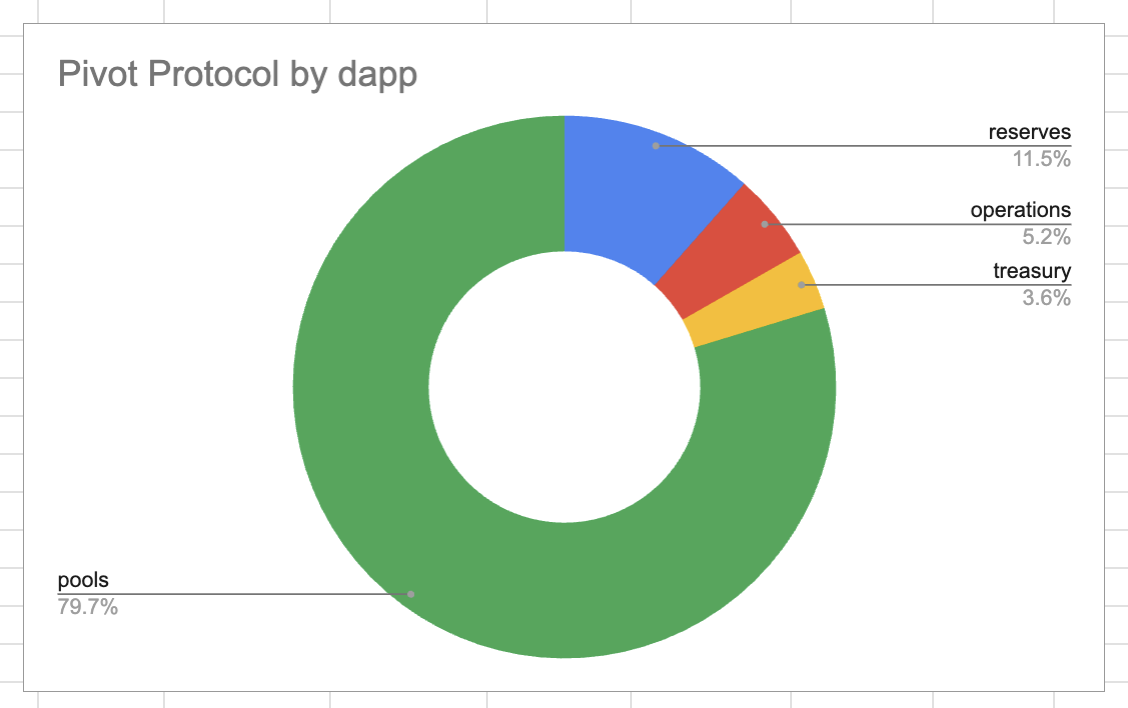 Pivot Protocol by dapp
reserves
11.5%
operations
5.2%
treasury
3.6%
pools
79.7%